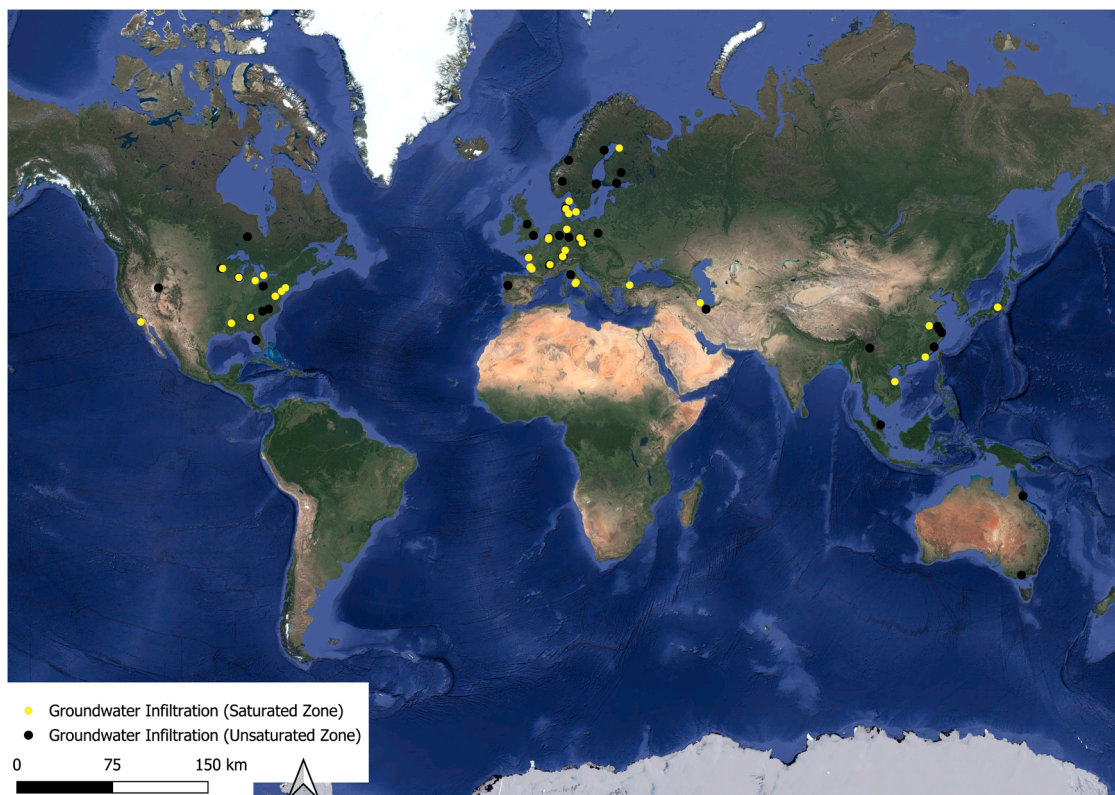 Groundwater Infiltration (Saturated Zone)
Groundwater Infiltration (Unsaturated Zone)
0 75 150 km